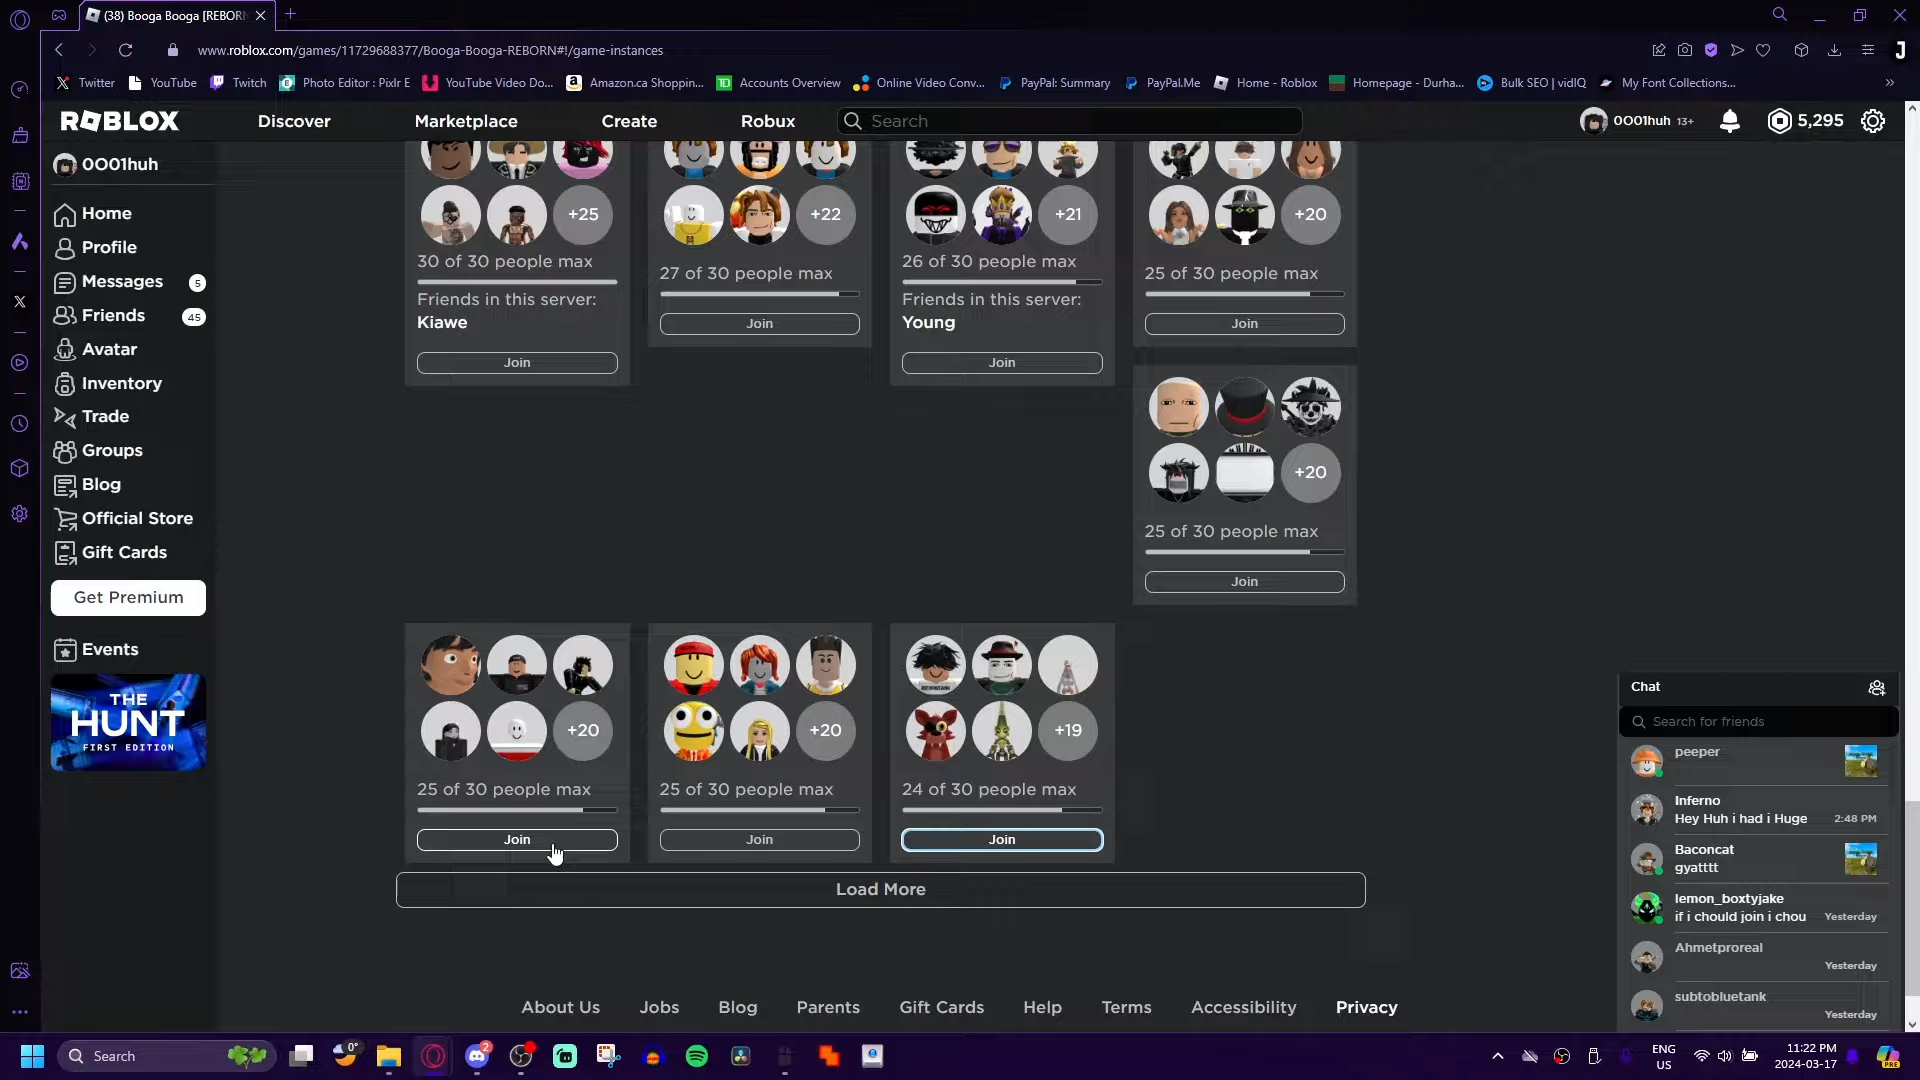 (38) Booga Booga [REBORN
www.roblox.com/games/11729688377/Booga-Booga-REBORN#!/game-instances
J
Twitter YouTube Twitch Photo Editor : Pixlr E YouTube Video Do... Amazon.ca Shoppin... Accounts Overview Online Video Conv... PayPal: Summary PayPal.Me Home - Roblox Homepage - Durha... Bulk SEO | vidIQ My Font Collections...
ROBLOX Discover Marketplace Create Robux Search 0O01huh 13+ 5,295
0O01huh
Home
Profile
Messages 5
Friends 45
Avatar
Inventory
Trade
Groups
Blog
Official Store
Gift Cards
Get Premium
Events
THE
HUNT
FIRST EDITION
+25
30 of 30 people max
Friends in this server:
Kiawe
Join
+22
27 of 30 people max
Join
+21
26 of 30 people max
Friends in this server:
Young
Join
+20
25 of 30 people max
Join
+20
25 of 30 people max
Join
+20
25 of 30 people max
Join
+20
25 of 30 people max
Join
+19
24 of 30 people max
Join
Load More
About Us Jobs Blog Parents Gift Cards Help Terms Accessibility Privacy
Chat
Search for friends
peeper
Inferno
Hey Huh i had i Huge 2:48 PM
Baconcat
gyatttt
lemon_boxtyjake
if i chould join i chou Yesterday
Ahmetproreal
Yesterday
subtobluetank
Yesterday
Search
0°
2
ENG
US
11:22 PM
2024-03-17
PRE